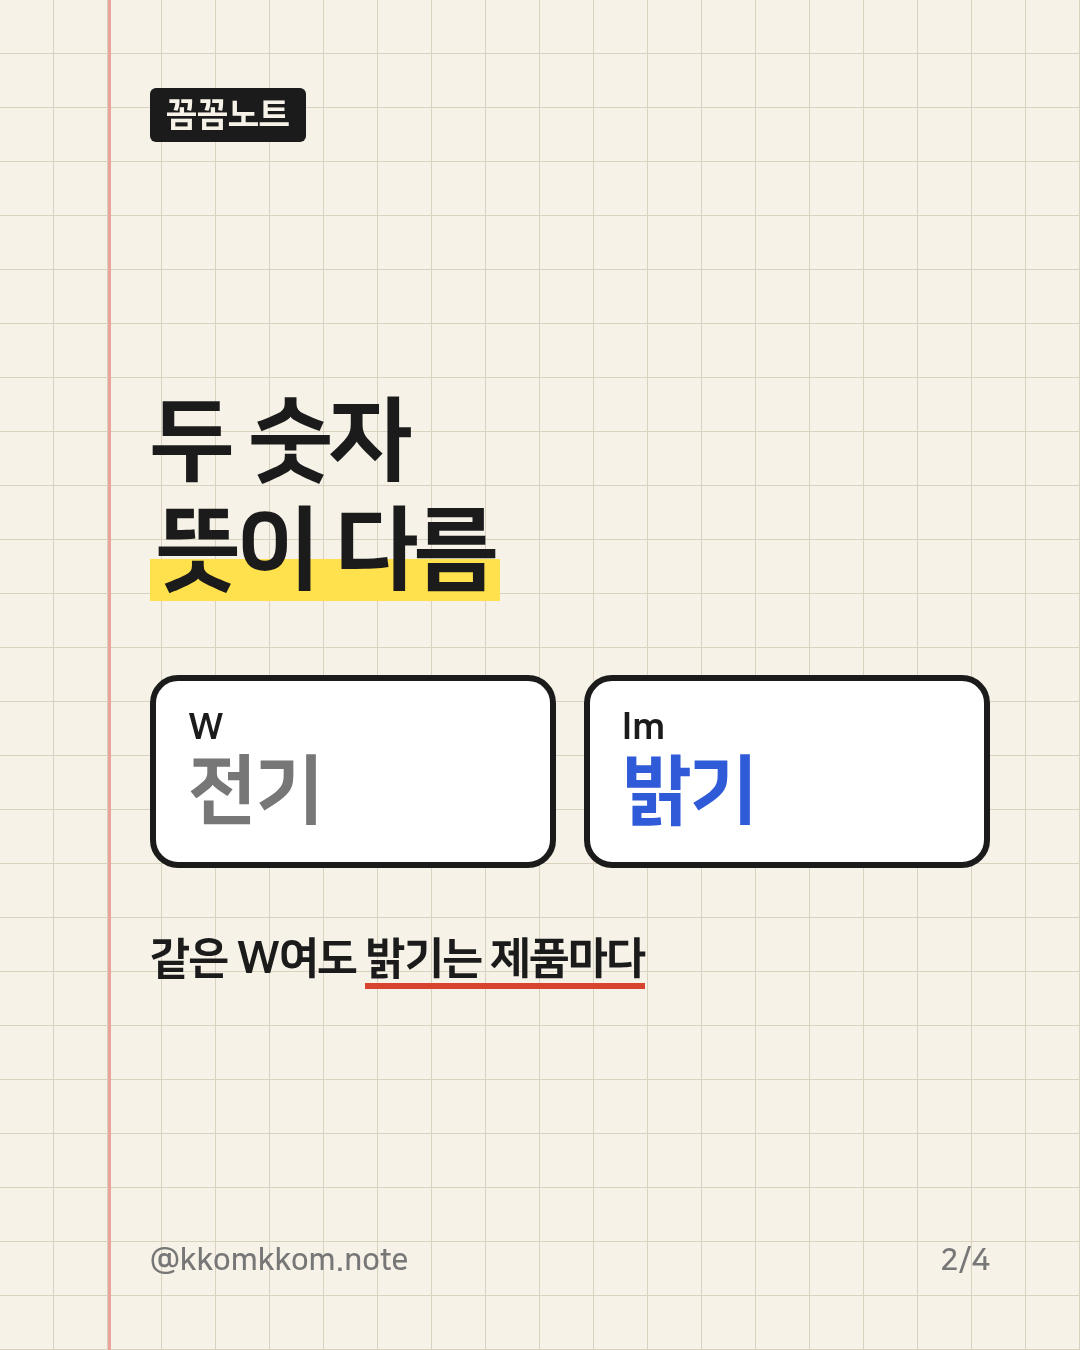 꼼꼼노트
두 숫자
뜻이 다름
W
전기
lm
밝기
같은 W여도 밝기는 제품마다
@kkomkkom.note
2/4